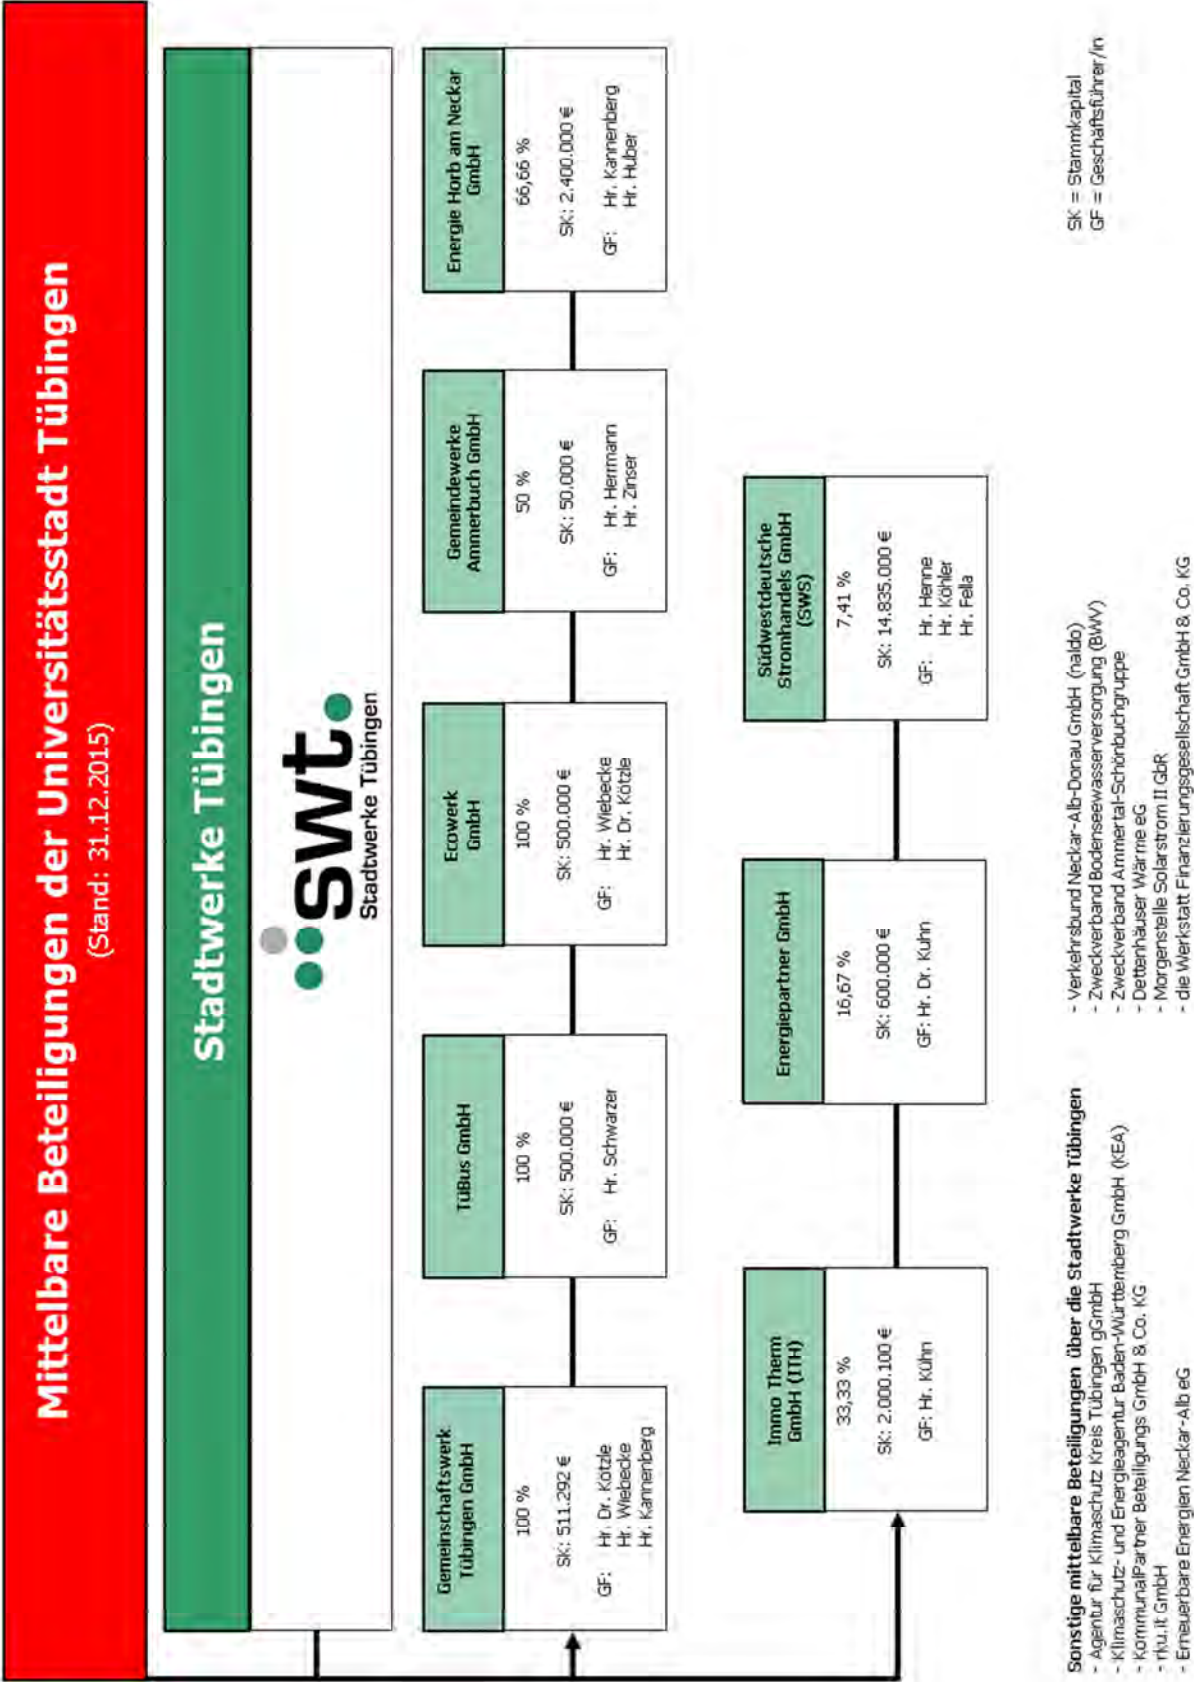 Mittelbare Beteiligungen der Universitätsstadt Tübingen
(Stand: 31.12.2015)
Stadtwerke Tübingen
swt
Stadtwerke Tübingen
Gemeinschaftswerk
Tübingen GmbH
100 %
SK: 511.292 €
GF: Hr. Dr. Kötzle
Hr. Wiebecke
Hr. Kannenberg
TüBus GmbH
100 %
SK: 500.000 €
GF: Hr. Schwarzer
Ecowerk
GmbH
100 %
SK: 500.000 €
GF: Hr. Wiebecke
Hr. Dr. Kötzle
Gemeindewerke
Ammerbuch GmbH
50 %
SK: 50.000 €
GF: Hr. Herrmann
Hr. Zinser
Energie Horb am Neckar
GmbH
66,66 %
SK: 2.400.000 €
GF: Hr. Kannenberg
Hr. Huber
Immo Therm
GmbH (ITH)
33,33 %
SK: 2.000.100 €
GF: Hr. Kühn
Energiepartner GmbH
16,67 %
SK: 600.000 €
GF: Hr. Dr. Kuhn
Südwestdeutsche
Stromhandels GmbH
(SWS)
7,41 %
SK: 14.835.000 €
GF: Hr. Henne
Hr. Köhler
Hr. Fella
Sonstige mittelbare Beteiligungen über die Stadtwerke Tübingen
- Agentur für Klimaschutz Kreis Tübingen gGmbH
- Klimaschutz- und Energieagentur Baden-Württemberg GmbH (KEA)
- KommunalPartner Beteiligungs GmbH & Co. KG
- rku.it GmbH
- Erneuerbare Energien Neckar-Alb eG
- Verkehrsbund Neckar-Alb-Donau GmbH (naldo)
- Zweckverband Bodenseewasserversorgung (BWV)
- Zweckverband Ammertal-Schönbuchgruppe
- Dettenhäuser Wärme eG
- Morgenstelle Solarstrom II GbR
- die Werkstatt Finanzierungsgesellschaft GmbH & Co. KG
SK = Stammkapital
GF = Geschäftsführer/in